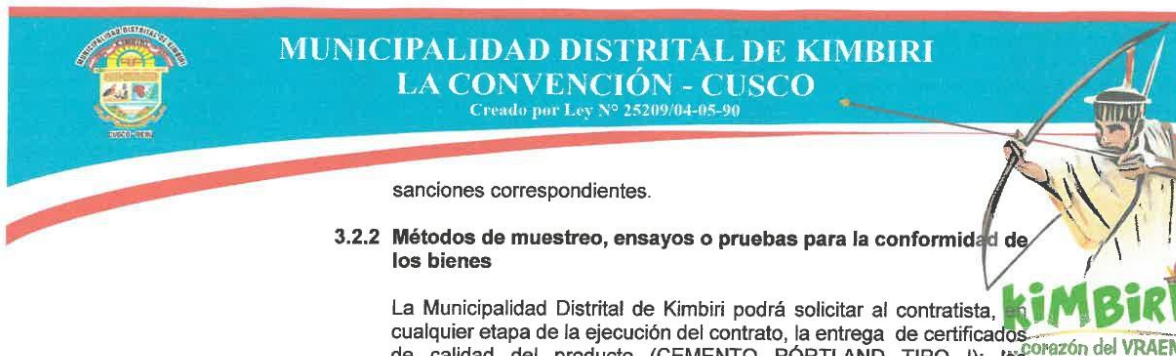 MUNICIPALIDAD DISTRITAL DE KIMBIRI
LA CONVENCIÓN - CUSCO
Creado por Ley Nº 25209/04-05-90
CUSCO - PERÚ
sanciones correspondientes.
3.2.2 Métodos de muestreo, ensayos o pruebas para la conformidad de
los bienes
La Municipalidad Distrital de Kimbiri podrá solicitar al contratista,
cualquier etapa de la ejecución del contrato, la entrega de certificados
de calidad del producto (CEMENTO PÓRTLAND TIPO I);
KiMBiRi
corazón del VRAEM